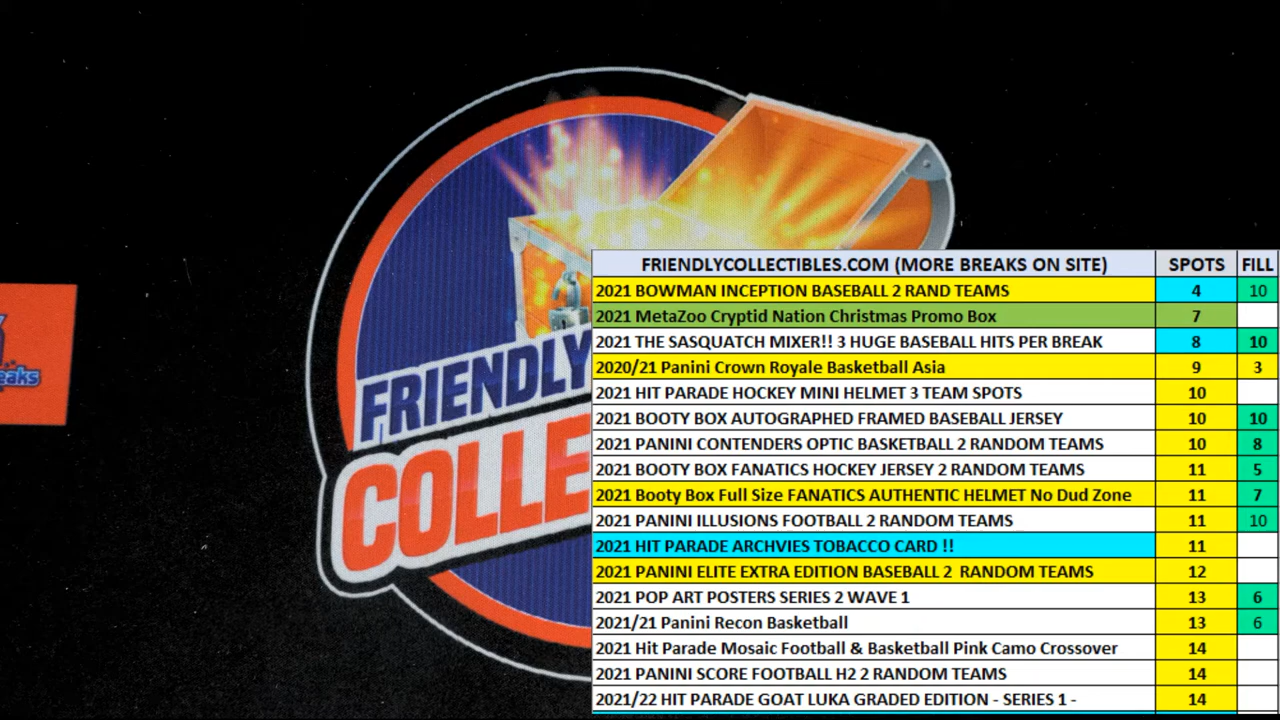 eaks
FRIENDLY
COLLE
FRIENDLYCOLLECTIBLES.COM (MORE BREAKS ON SITE) SPOTS FILL
2021 BOWMAN INCEPTION BASEBALL 2 RAND TEAMS 4 10
2021 MetaZoo Cryptid Nation Christmas Promo Box 7
2021 THE SASQUATCH MIXER!! 3 HUGE BASEBALL HITS PER BREAK 8 10
2020/21 Panini Crown Royale Basketball Asia 9 3
2021 HIT PARADE HOCKEY MINI HELMET 3 TEAM SPOTS 10
2021 BOOTY BOX AUTOGRAPHED FRAMED BASEBALL JERSEY 10 10
2021 PANINI CONTENDERS OPTIC BASKETBALL 2 RANDOM TEAMS 10 8
2021 BOOTY BOX FANATICS HOCKEY JERSEY 2 RANDOM TEAMS 11 5
2021 Booty Box Full Size FANATICS AUTHENTIC HELMET No Dud Zone 11 7
2021 PANINI ILLUSIONS FOOTBALL 2 RANDOM TEAMS 11 10
2021 HIT PARADE ARCHVIES TOBACCO CARD !! 11
2021 PANINI ELITE EXTRA EDITION BASEBALL 2 RANDOM TEAMS 12
2021 POP ART POSTERS SERIES 2 WAVE 1 13 6
2021/21 Panini Recon Basketball 13 6
2021 Hit Parade Mosaic Football & Basketball Pink Camo Crossover 14
2021 PANINI SCORE FOOTBALL H2 2 RANDOM TEAMS 14
2021/22 HIT PARADE GOAT LUKA GRADED EDITION - SERIES 1 - 14